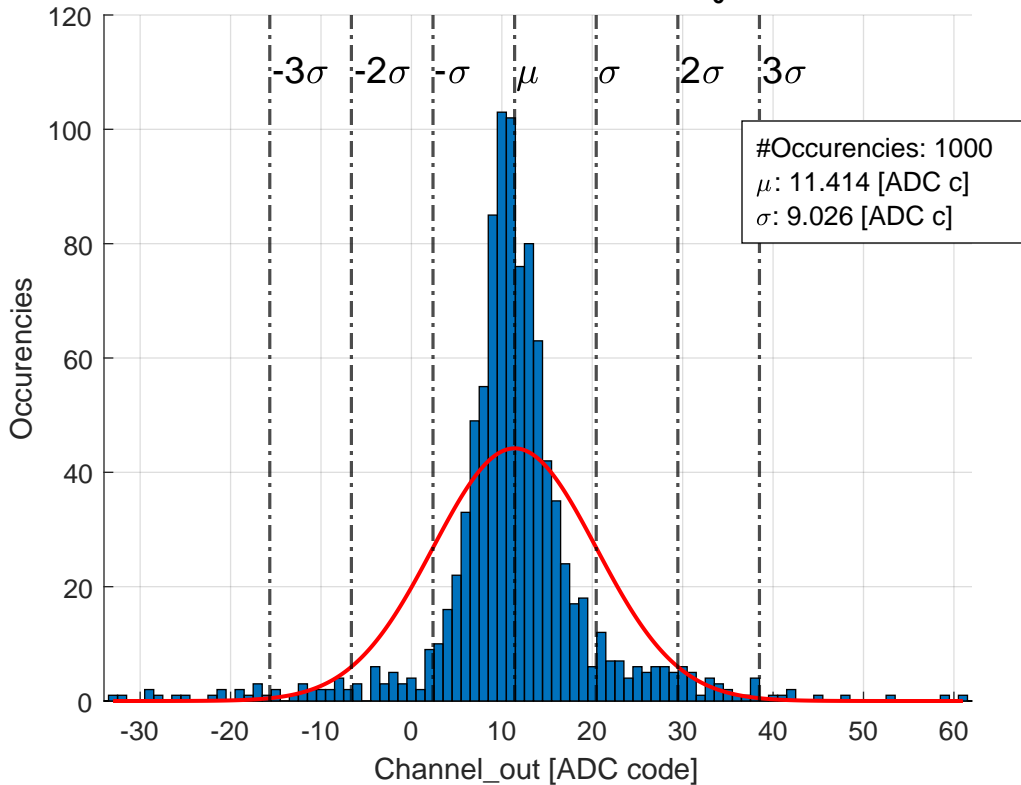 120
100
80
60
40
20
0
-3σ
-2σ
-σ
μ
σ
2σ
3σ
#Occurencies: 1000
μ: 11.414 [ADC c]
σ: 9.026 [ADC c]
Occurencies
-30
-20
-10
0
10
20
30
40
50
60
Channel_out [ADC code]